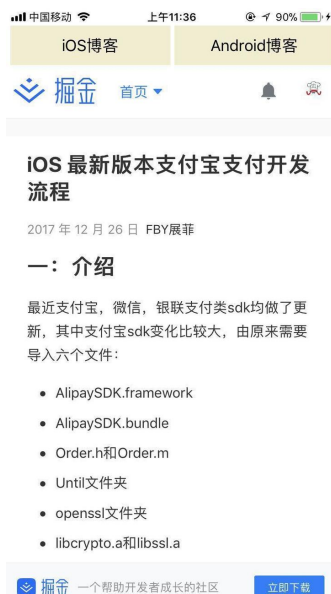 中国移动 上午11:36 90%
iOS博客 Android博客
掘金 首页
iOS 最新版本支付宝支付开发
流程
2017 年 12 月 26 日 FBY展菲
一：介绍
最近支付宝，微信，银联支付类sdk均做了更
新，其中支付宝sdk变化比较大，由原来需要
导入六个文件：
AlipaySDK.framework
AlipaySDK.bundle
Order.h和Order.m
Until文件夹
openssl文件夹
libcrypto.a和libssl.a
掘金 一个帮助开发者成长的社区 立即下载